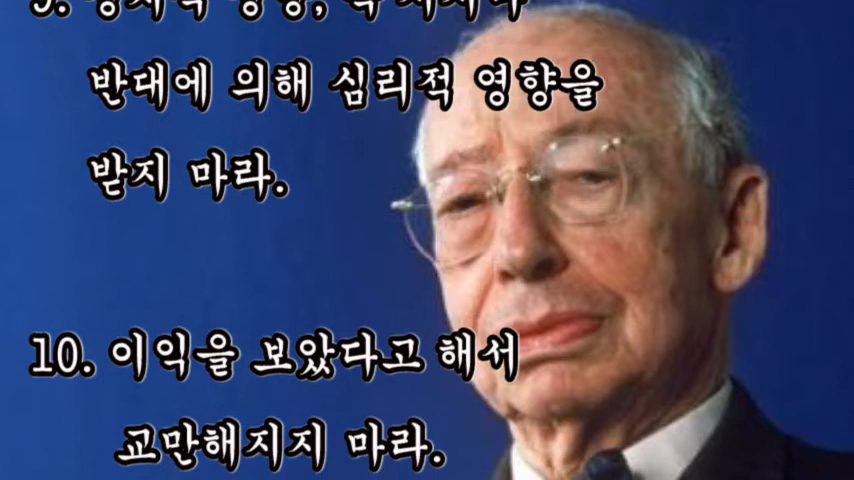 반대에 의해 심리적 영향을
받지 마라.
10. 이익을 보았다고 해서
교만해지지 마라.